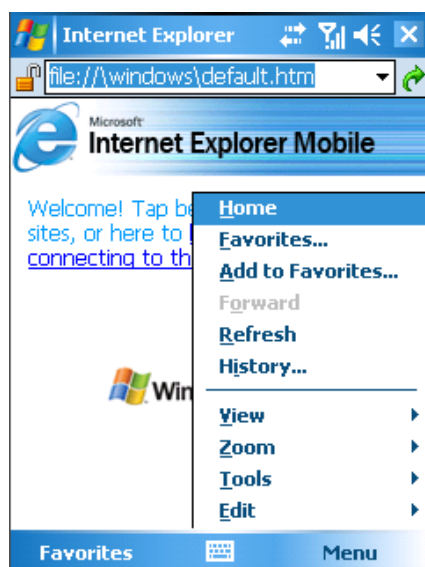 Internet Explorer
file://\windows\default.htm
Microsoft
Internet Explorer Mobile
Welcome! Tap be
sites, or here to
connecting to th
Win
Home
Favorites...
Add to Favorites...
Forward
Refresh
History...
View
Zoom
Tools
Edit
Favorites
Menu